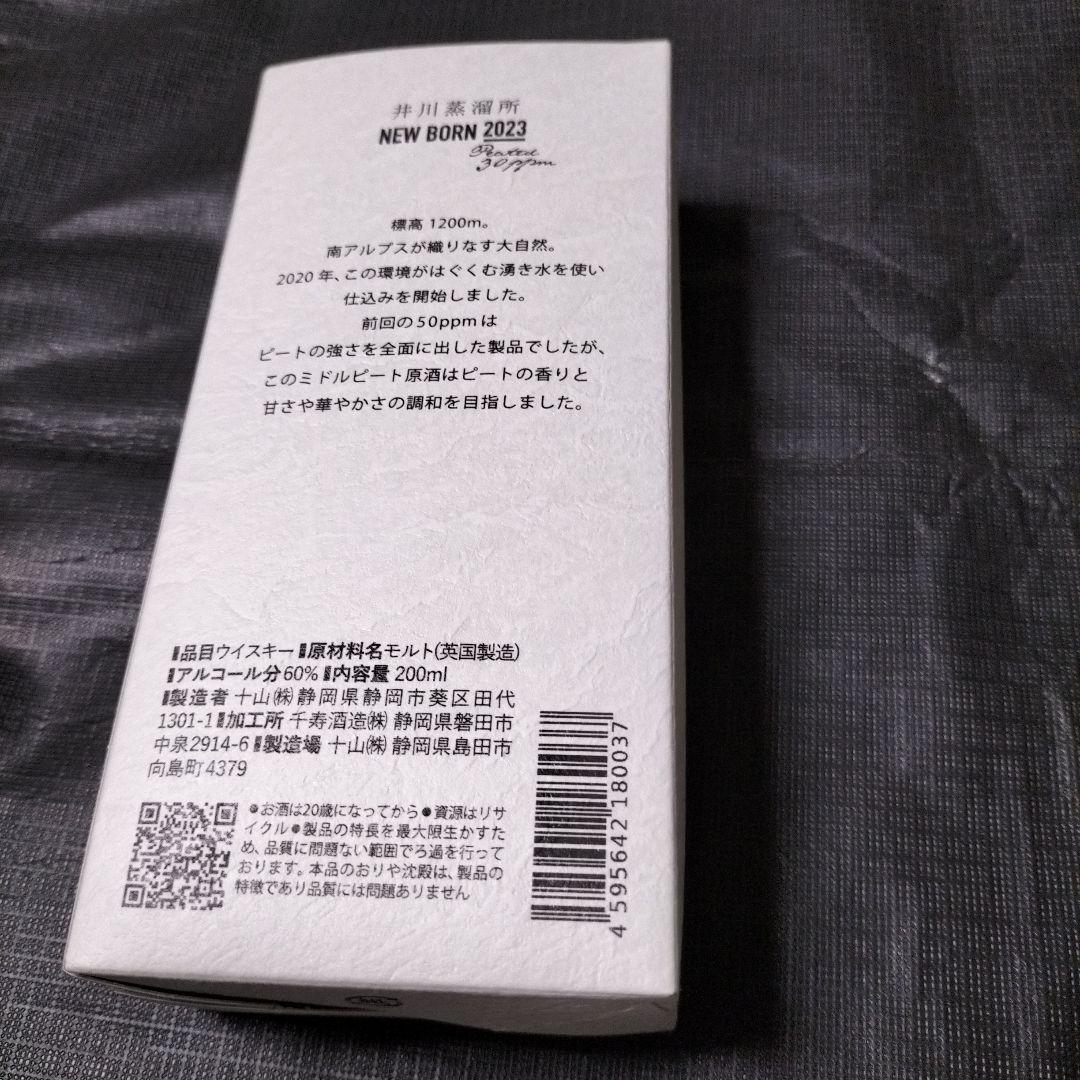 井川蒸溜所
NEW BORN 2023
Peated
30ppm
標高 1200m。
南アルプスが織りなす大自然。
2020年、この環境がはぐくむ湧き水を使い
仕込みを開始しました。
前回の50ppmは
ピートの強さを全面に出した製品でしたが、
このミドルピート原酒はピートの香りと
甘さや華やかさの調和を目指しました。
品目 ウイスキー 原材料名 モルト(英国製造)
アルコール分 60% 内容量 200ml
製造者 十山㈱ 静岡県静岡市葵区田代
1301-1 加工所 千寿酒造㈱ 静岡県磐田市
中泉2914-6 製造場 十山㈱ 静岡県島田市
向島町4379
●お酒は20歳になってから●資源はリサ
イクル●製品の特長を最大限生かすた
め、品質に問題ない範囲でろ過を行って
おります。本品のおりや沈殿は、製品の
特徴であり品質には問題ありません
4 595642 180037